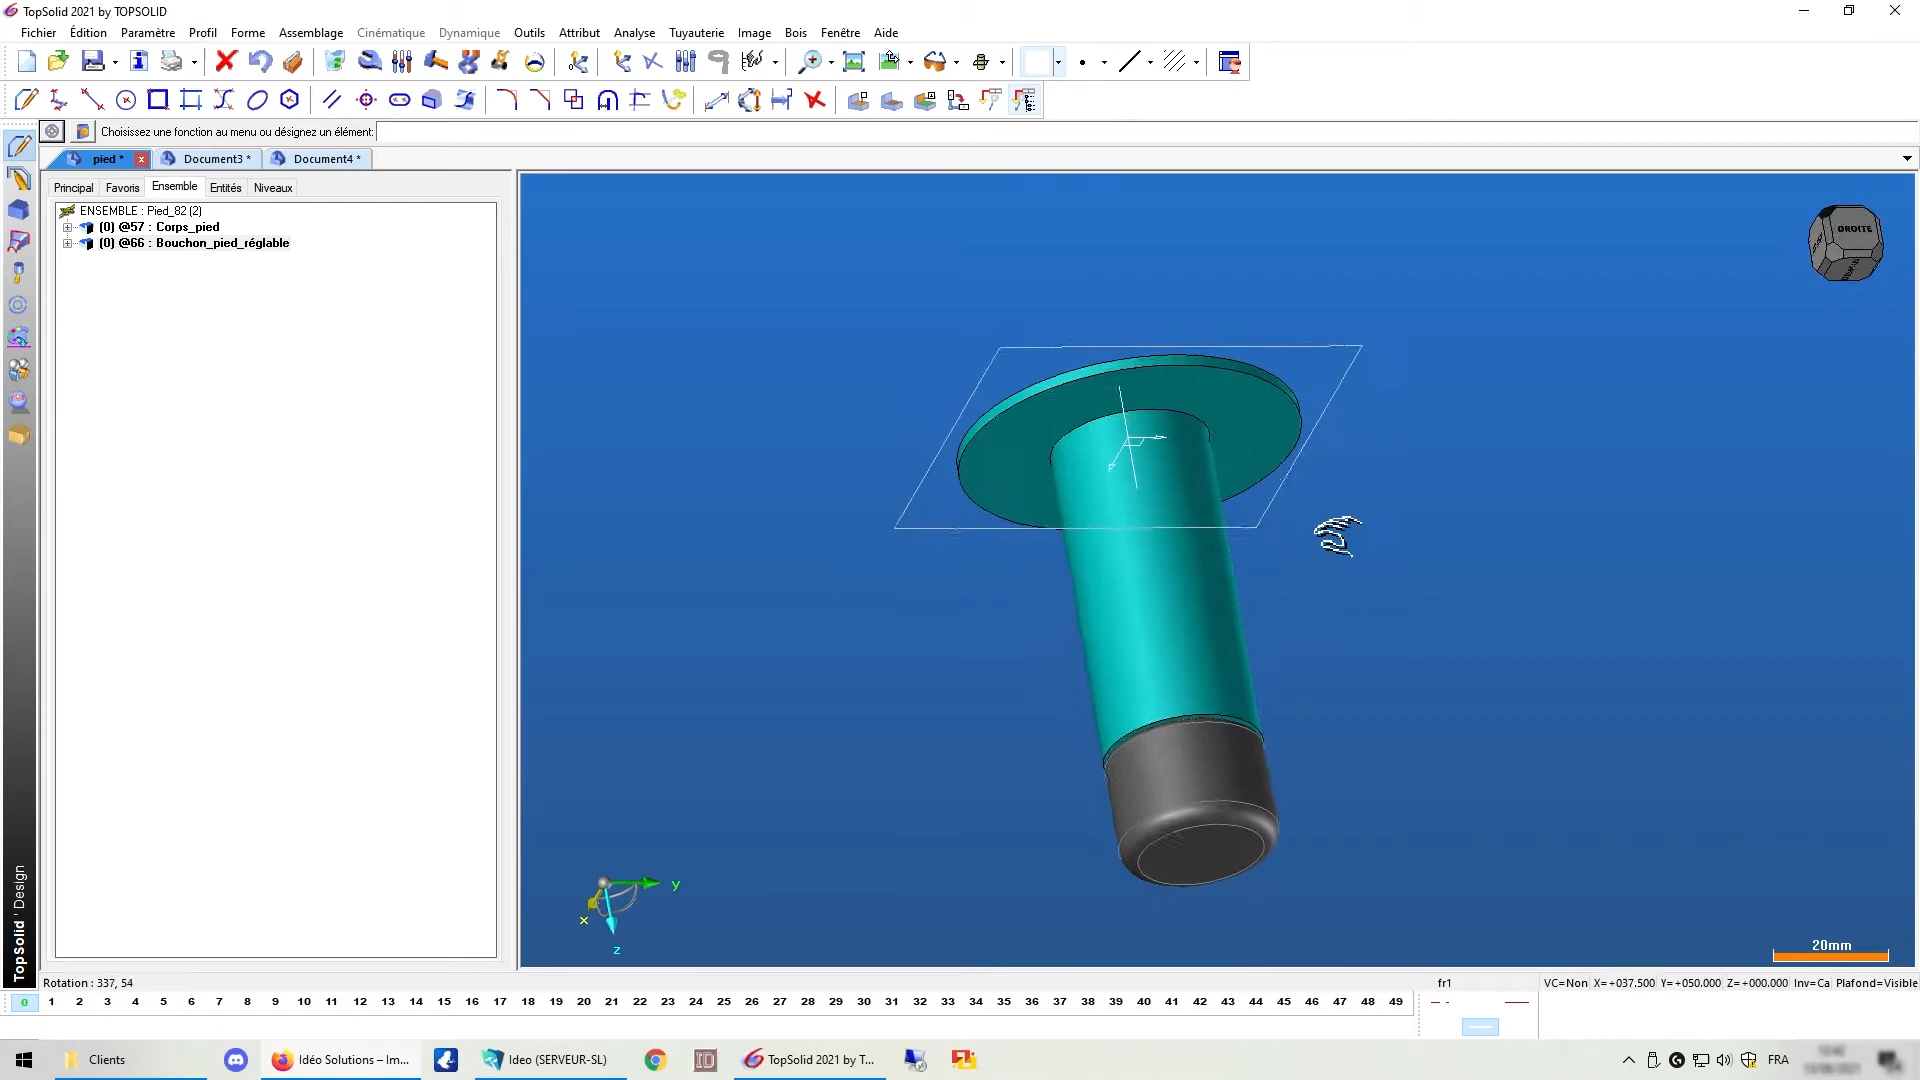 TopSolid 2021 by TOPSOLID
Fichier Édition Paramètre Profil Forme Assemblage Cinématique Dynamique Outils Attribut Analyse Tuyauterie Image Bois Fenêtre Aide
Choisissez une fonction au menu ou désignez un élément:
pied * x Document3 * Document4 *
Principal Favoris Ensemble Entités Niveaux
ENSEMBLE : Pied_82 (2)
(0) @57 : Corps_pied
(0) @66 : Bouchon_pied_réglable
DROITE
y
x
z
20mm
TopSolid ' Design
Rotation : 337, 54 fr1 VC=Non X=+037.500 Y=+050.000 Z=+000.000 Inv=Ca Plafond=Visible
0 1 2 3 4 5 6 7 8 9 10 11 12 13 14 15 16 17 18 19 20 21 22 23 24 25 26 27 28 29 30 31 32 33 34 35 36 37 38 39 40 41 42 43 44 45 46 47 48 49
Clients Idéo Solutions – Im... Ideo (SERVEUR-SL) TopSolid 2021 by T... FRA